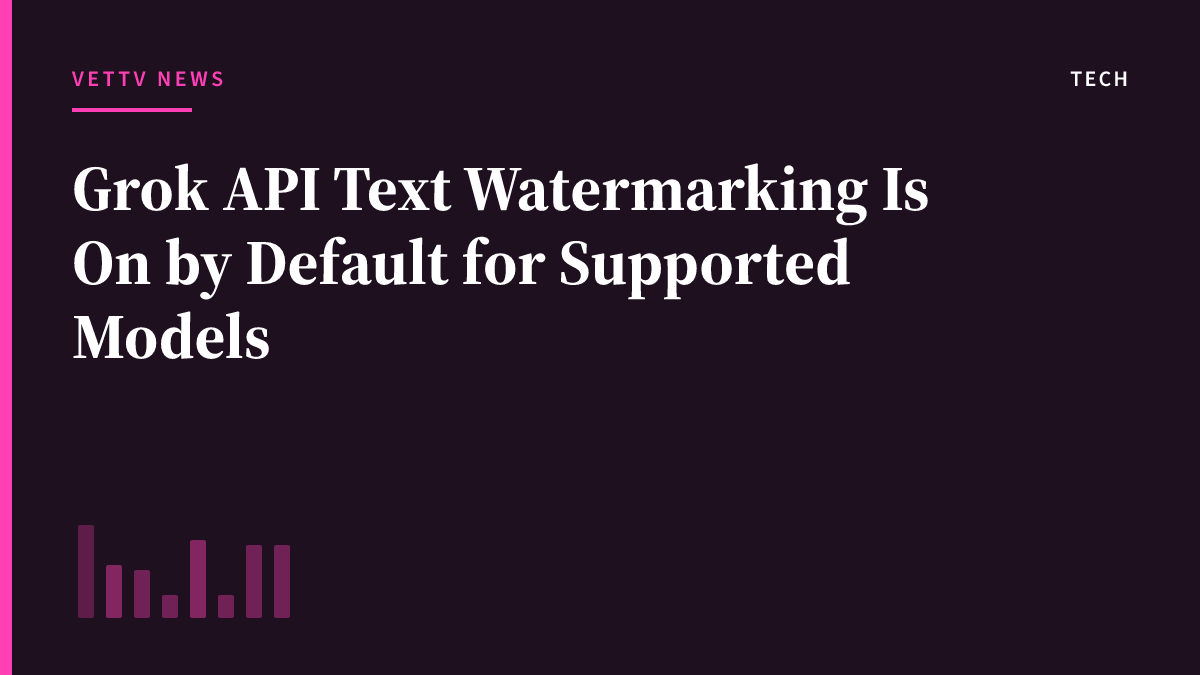 VETTV NEWS
TECH
Grok API Text Watermarking Is
On by Default for Supported
Models